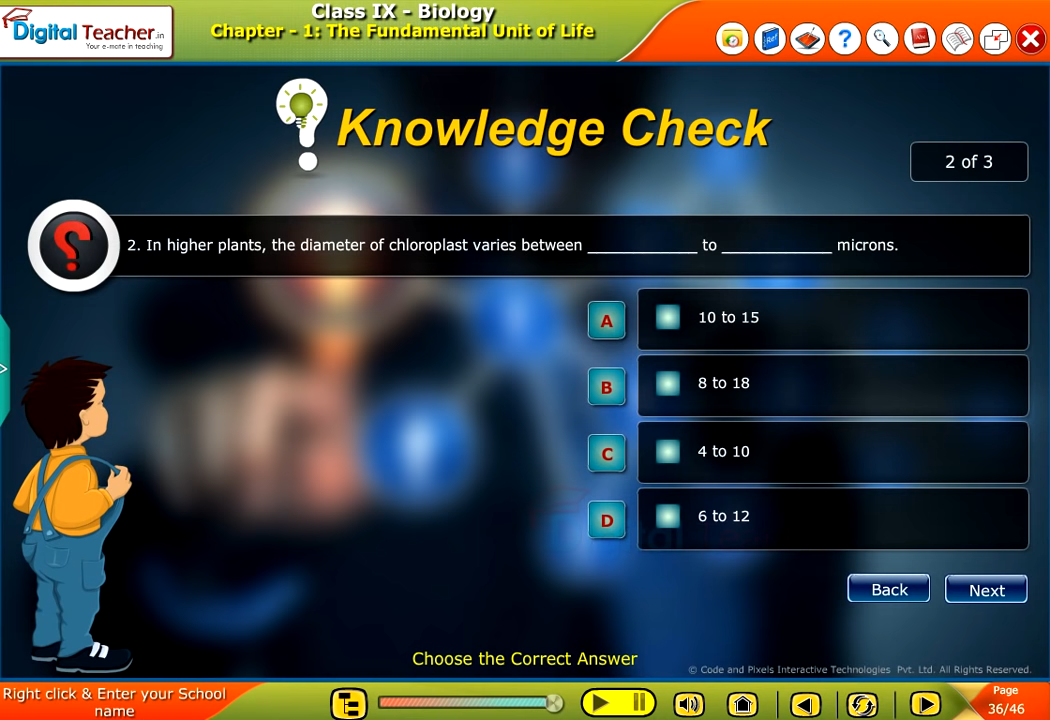 Digital Teacher.in
Your e-mate in teaching
Class IX - Biology
Chapter - 1: The Fundamental Unit of Life
Ref
?
Knowledge Check
2 of 3
2. In higher plants, the diameter of chloroplast varies between ____________ to ____________ microns.
A 10 to 15
B 8 to 18
C 4 to 10
D 6 to 12
Back Next
Choose the Correct Answer
© Code and Pixels Interactive Technologies Pvt. Ltd. All Rights Reserved.
Right click & Enter your School
name
Page
36/46